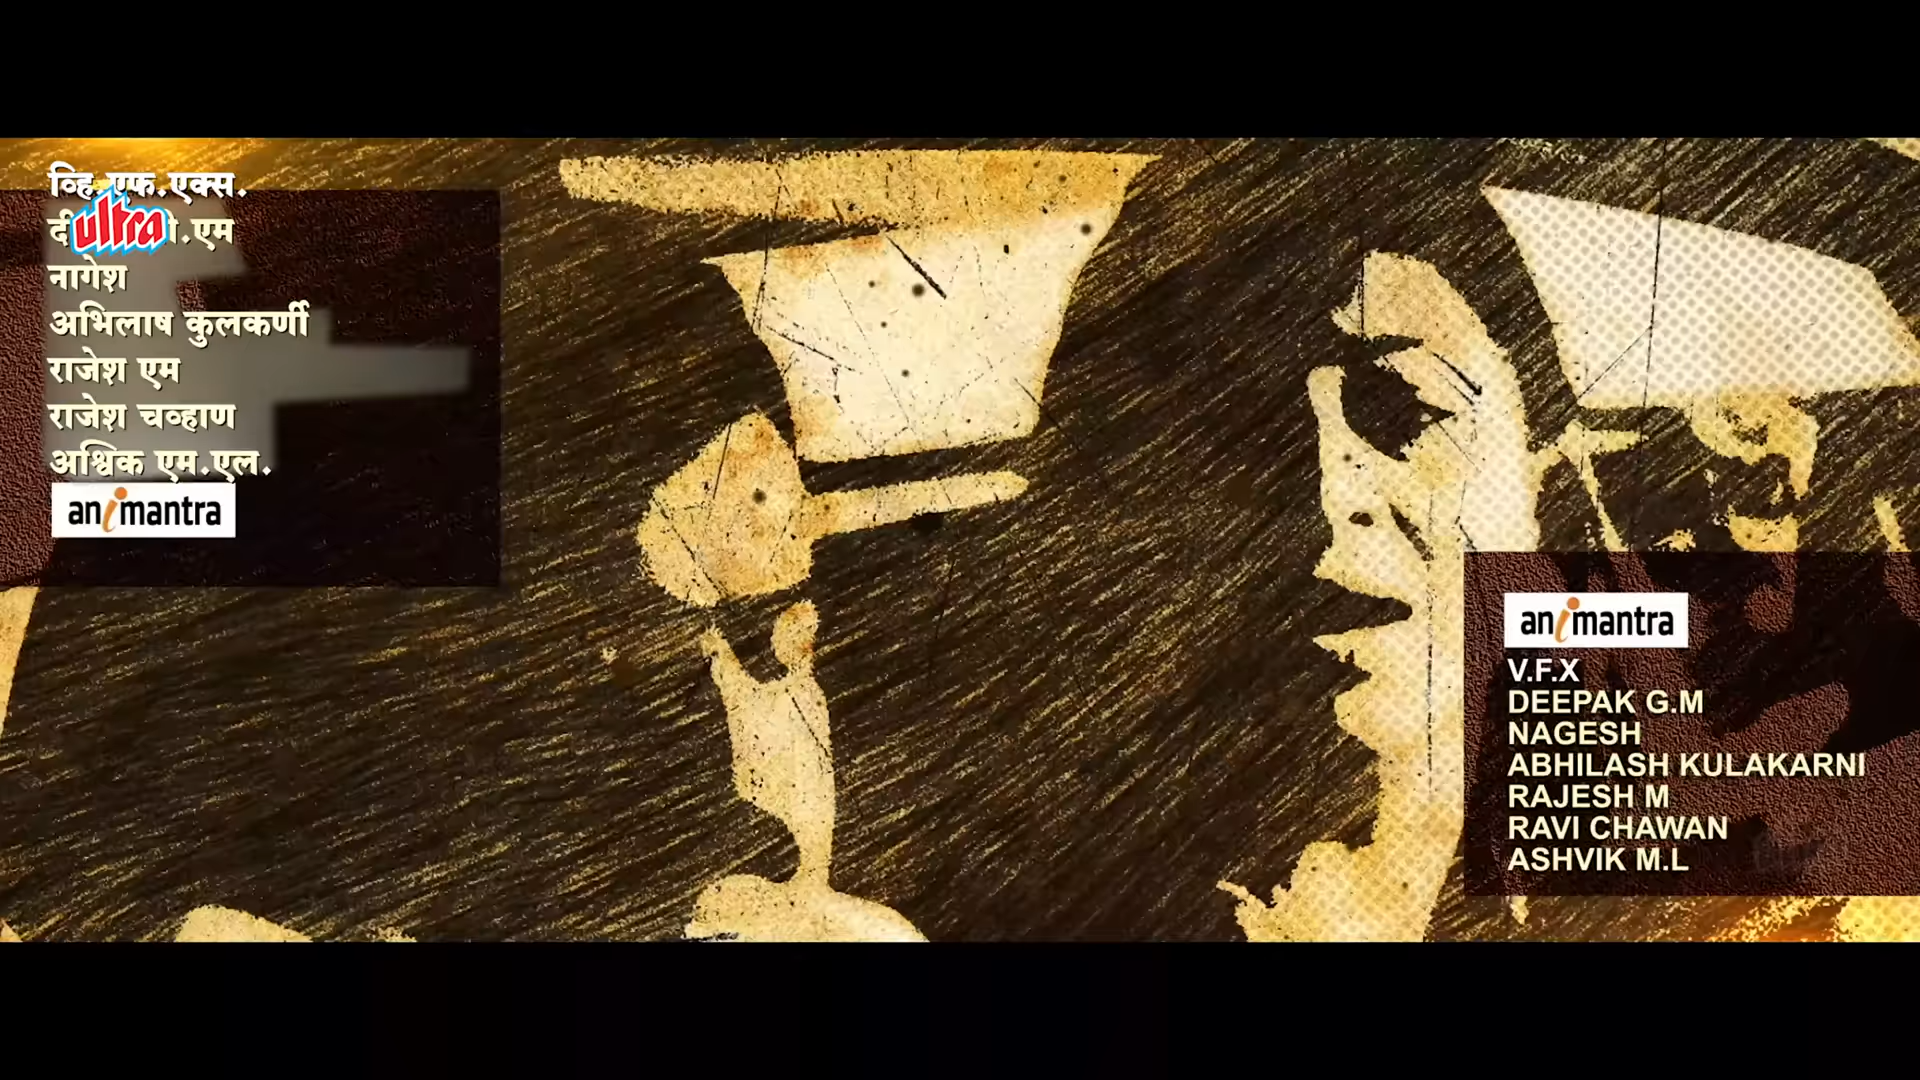 व्हि.एफ.एक्स.
ultra
नागेश
अभिलाष कुलकर्णी
राजेश एम
राजेश चव्हाण
अश्विक एम.एल.
animantra
animantra
V.F.X
DEEPAK G.M
NAGESH
ABHILASH KULAKARNI
RAJESH M
RAVI CHAWAN
ASHVIK M.L